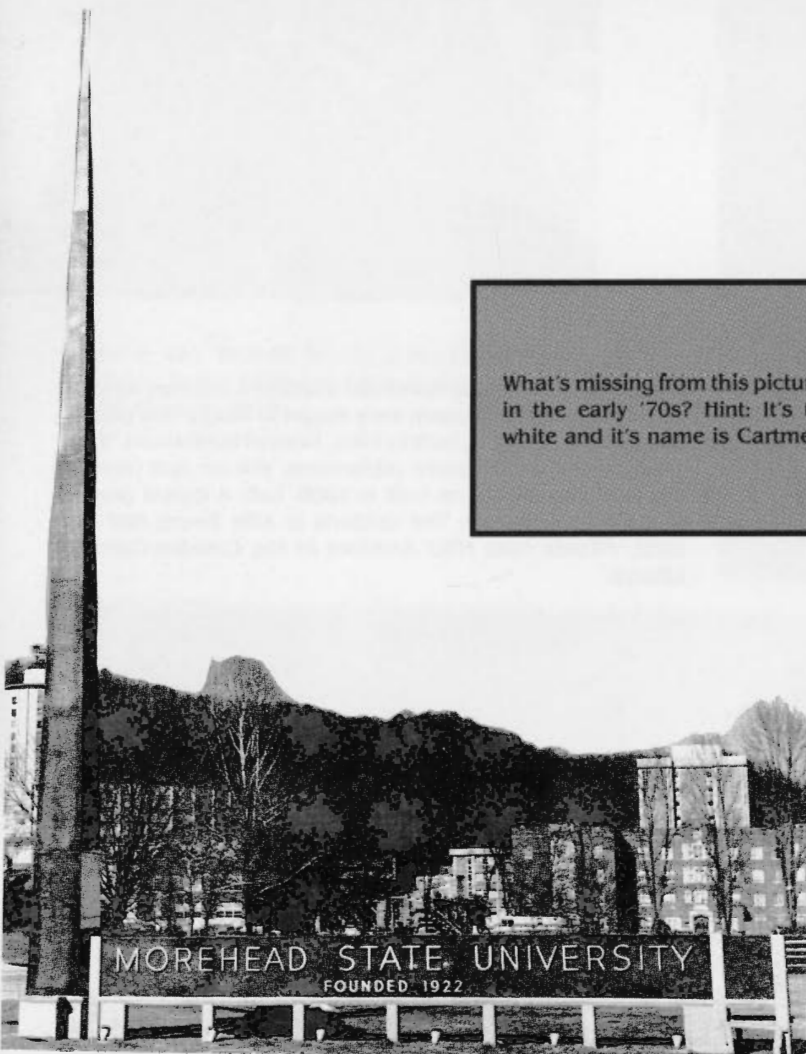 What's missing from this pictur
in the early '70s? Hint: It's
white and it's name is Cartme
MOREHEAD STATE UNIVERSITY
FOUNDED 1922